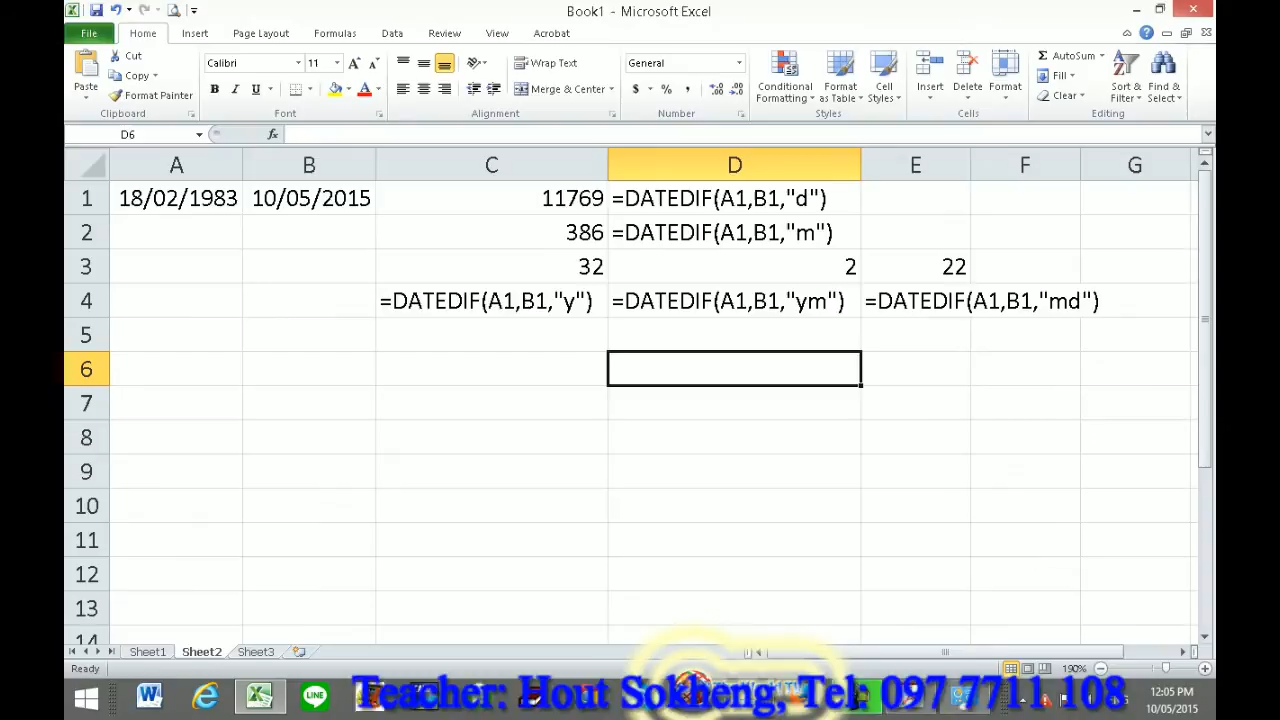 Book1 - Microsoft Excel
File Home Insert Page Layout Formulas Data Review View Acrobat
Paste
Cut
Copy
Format Painter
Clipboard
Calibri 11
B I U
Font
Wrap Text
Merge & Center
Alignment
General
$ % ,
Number
Conditional Formatting
Format as Table
Cell Styles
Styles
Insert Delete Format
Cells
AutoSum
Fill
Clear
Sort & Filter
Find & Select
Editing
D6 fx
A B C D E F G
1 18/02/1983 10/05/2015 11769 =DATEDIF(A1,B1,"d")
2 386 =DATEDIF(A1,B1,"m")
3 32 2 22
4 =DATEDIF(A1,B1,"y") =DATEDIF(A1,B1,"ym") =DATEDIF(A1,B1,"md")
5
6
7
8
9
10
11
12
13
14
Sheet1 Sheet2 Sheet3
Ready 190%
Teacher: Hout Sokheng, Tel: 097 771 1 108
12:05 PM
10/05/2015